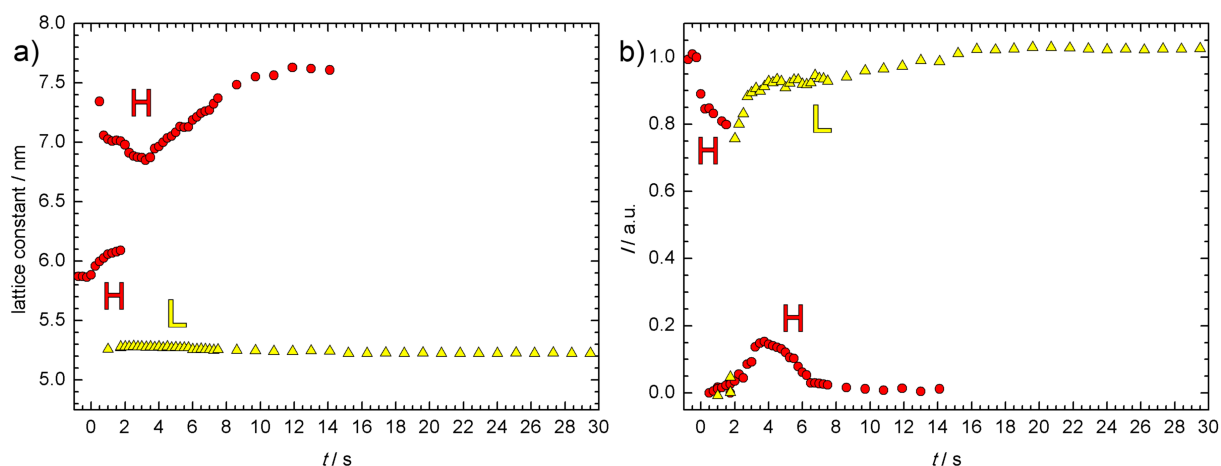 a)
H
H
L
lattice constant / nm
8.0
7.5
7.0
6.5
6.0
5.5
5.0
0 2 4 6 8 10 12 14 16 18 20 22 24 26 28 30
t / s
b)
H
L
H
I / a.u.
1.0
0.8
0.6
0.4
0.2
0.0
0 2 4 6 8 10 12 14 16 18 20 22 24 26 28 30
t / s